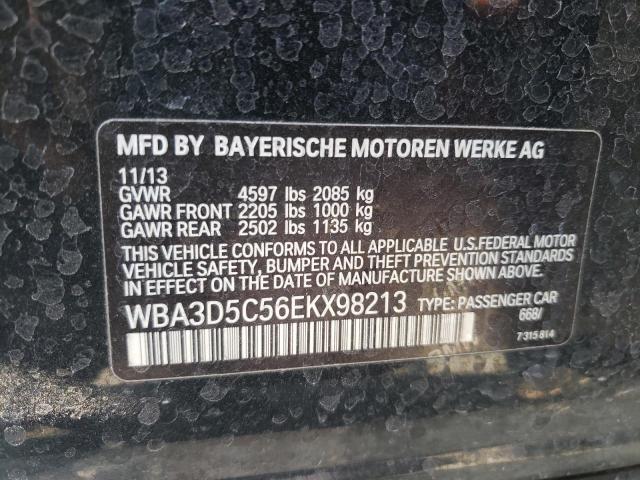 MFD BY BAYERISCHE MOTOREN WERKE AG
11/13
GVWR 4597 lbs 2085 kg
GAWR FRONT 2205 lbs 1000 kg
GAWR REAR 2502 lbs 1135 kg
THIS VEHICLE CONFORMS TO ALL APPLICABLE U.S.FEDERAL MOTOR
VEHICLE SAFETY, BUMPER AND THEFT PREVENTION STANDARDS
IN EFFECT ON THE DATE OF MANUFACTURE SHOWN ABOVE.
WBA3D5C56EKX98213 TYPE: PASSENGER CAR
668/
7315814